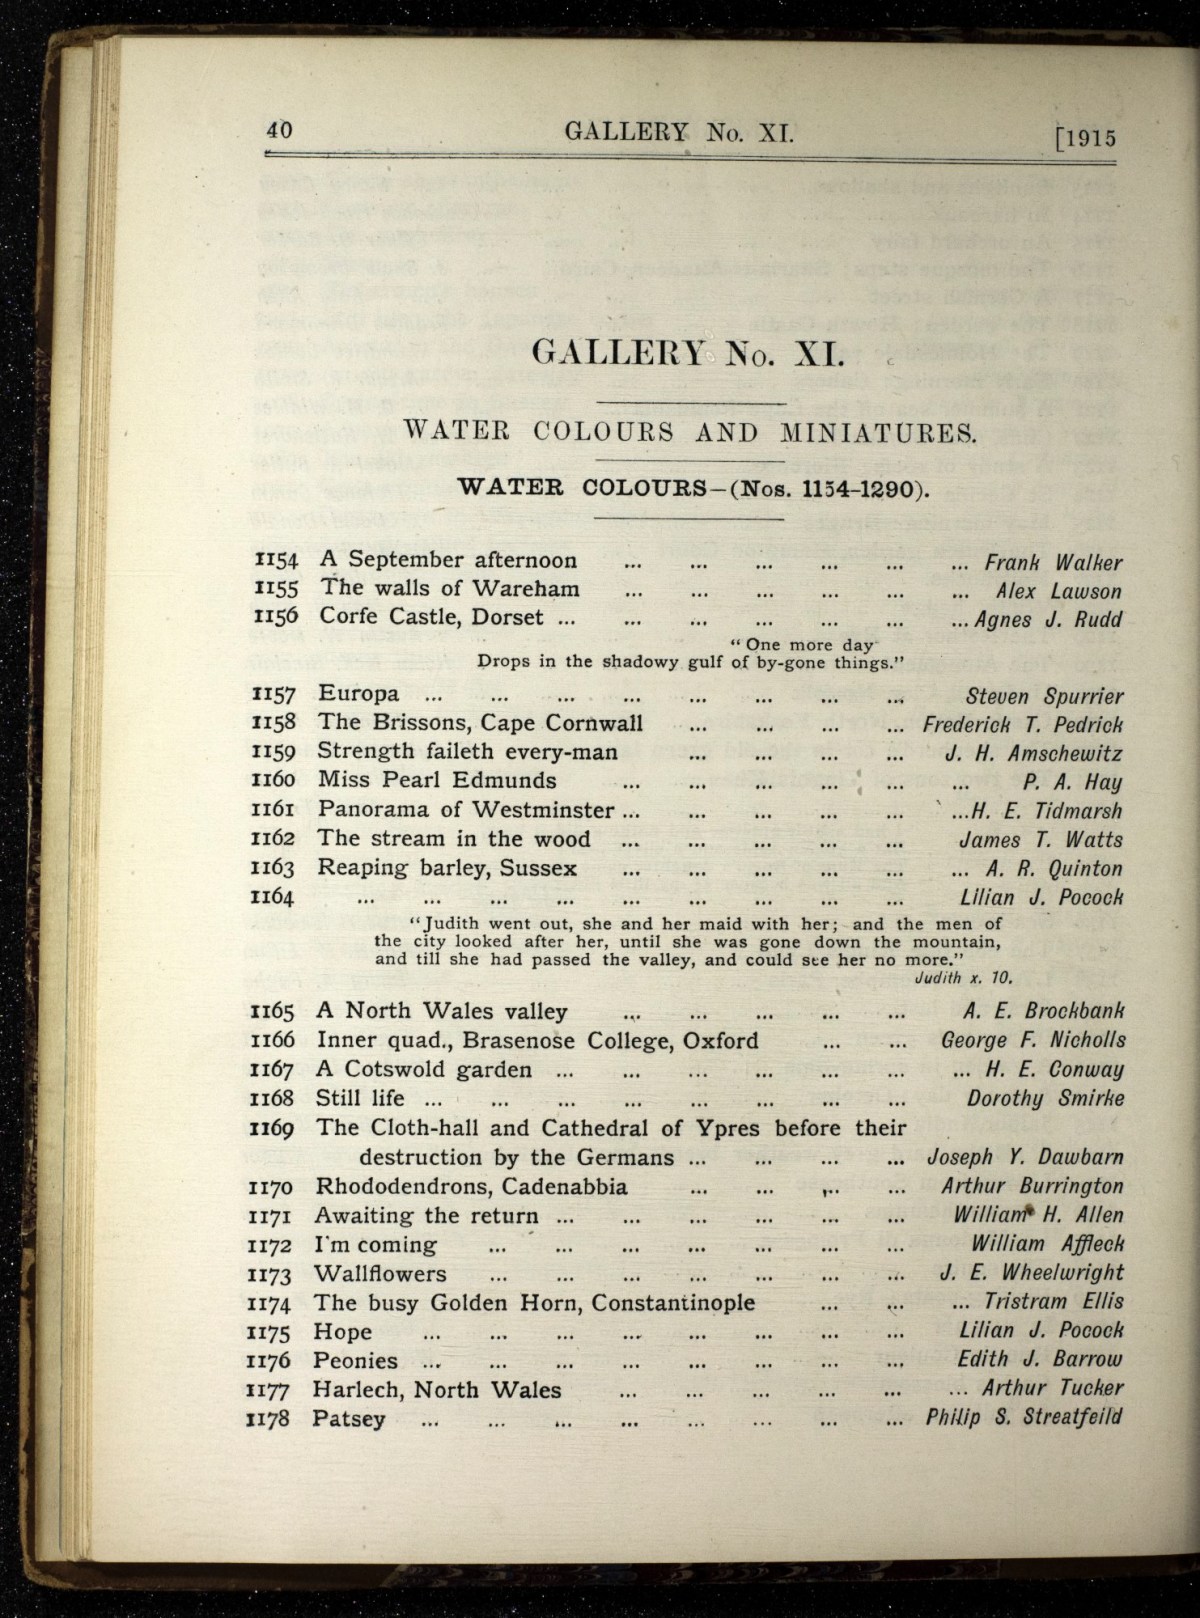 40 GALLERY No. XI. [1915
GALLERY No. XI.
WATER COLOURS AND MINIATURES.
WATER COLOURS—(Nos. 1154-1290).
1154 A September afternoon ... ... ... ... ... ... Frank Walker
1155 The walls of Wareham ... ... ... ... ... ... Alex Lawson
1156 Corfe Castle, Dorset ... ... ... ... ... ... ... Agnes J. Rudd
"One more day
Drops in the shadowy gulf of by-gone things."
1157 Europa ... ... ... ... ... ... ... ... Steven Spurrier
1158 The Brissons, Cape Cornwall ... ... ... ... Frederick T. Pedrick
1159 Strength faileth every-man ... ... ... ... J. H. Amschewitz
1160 Miss Pearl Edmunds ... ... ... ... ... ... P. A. Hay
1161 Panorama of Westminster ... ... ... ... ... ... H. E. Tidmarsh
1162 The stream in the wood ... ... ... ... ... James T. Watts
1163 Reaping barley, Sussex ... ... ... ... ... ... A. R. Quinton
1164 ... ... ... ... ... ... ... ... ... Lilian J. Pocock
"Judith went out, she and her maid with her; and the men of
the city looked after her, until she was gone down the mountain,
and till she had passed the valley, and could see her no more."
Judith x. 10.
1165 A North Wales valley ... ... ... ... ... A. E. Brockbank
1166 Inner quad., Brasenose College, Oxford ... ... George F. Nicholls
1167 A Cotswold garden ... ... ... ... ... ... ... H. E. Conway
1168 Still life ... ... ... ... ... ... ... ... Dorothy Smirke
1169 The Cloth-hall and Cathedral of Ypres before their
destruction by the Germans ... ... ... ... Joseph Y. Dawbarn
1170 Rhododendrons, Cadenabbia ... ... ... ... Arthur Burrington
1171 Awaiting the return ... ... ... ... ... ... William H. Allen
1172 I'm coming ... ... ... ... ... ... ... William Affleck
1173 Wallflowers ... ... ... ... ... ... ... J. E. Wheelwright
1174 The busy Golden Horn, Constantinople ... ... ... Tristram Ellis
1175 Hope ... ... ... ... ... ... ... ... Lilian J. Pocock
1176 Peonies ... ... ... ... ... ... ... ... Edith J. Barrow
1177 Harlech, North Wales ... ... ... ... ... ... Arthur Tucker
1178 Patsey ... ... ... ... ... ... ... ... Philip S. Streatfeild